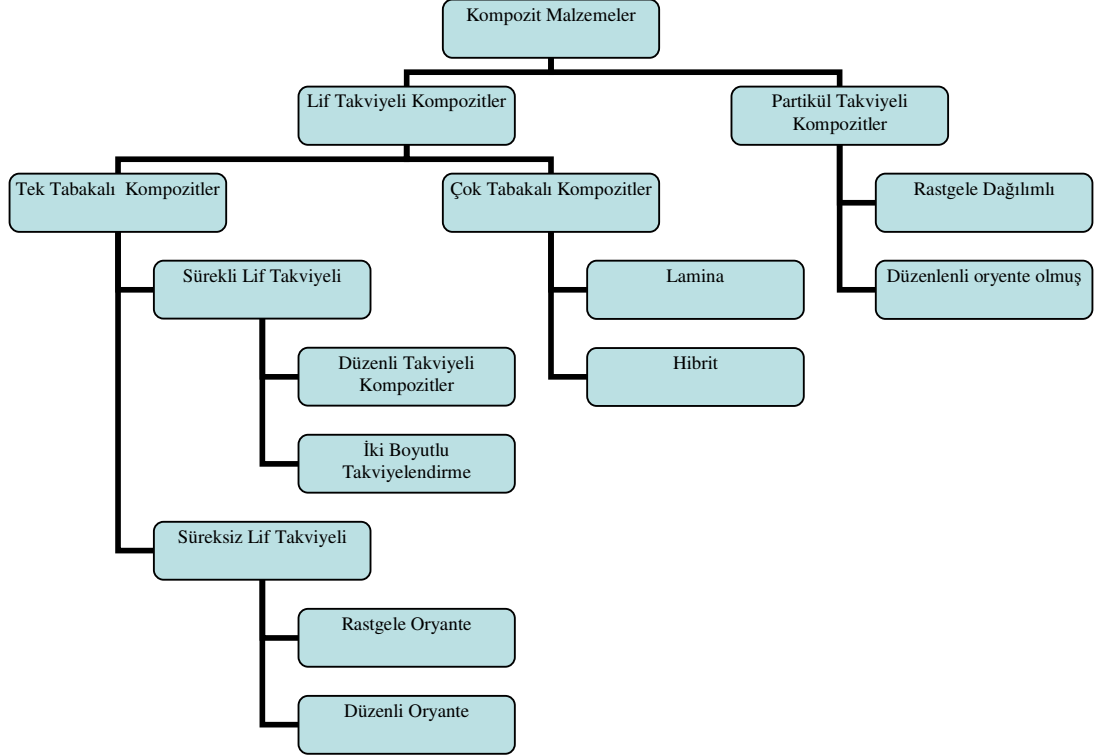 Kompozit Malzemeler
Lif Takviyeli Kompozitler
Partikül Takviyeli
Kompozitler
Tek Tabakalı  Kompozitler
Çok Tabakalı Kompozitler
Rastgele Dağılımlı
Sürekli Lif Takviyeli
Lamina
Düzenlenli oryente olmuş
Düzenli Takviyeli
Kompozitler
Hibrit
İki Boyutlu
Takviyelendirme
Süreksiz Lif Takviyeli
Rastgele Oryante
Düzenli Oryante